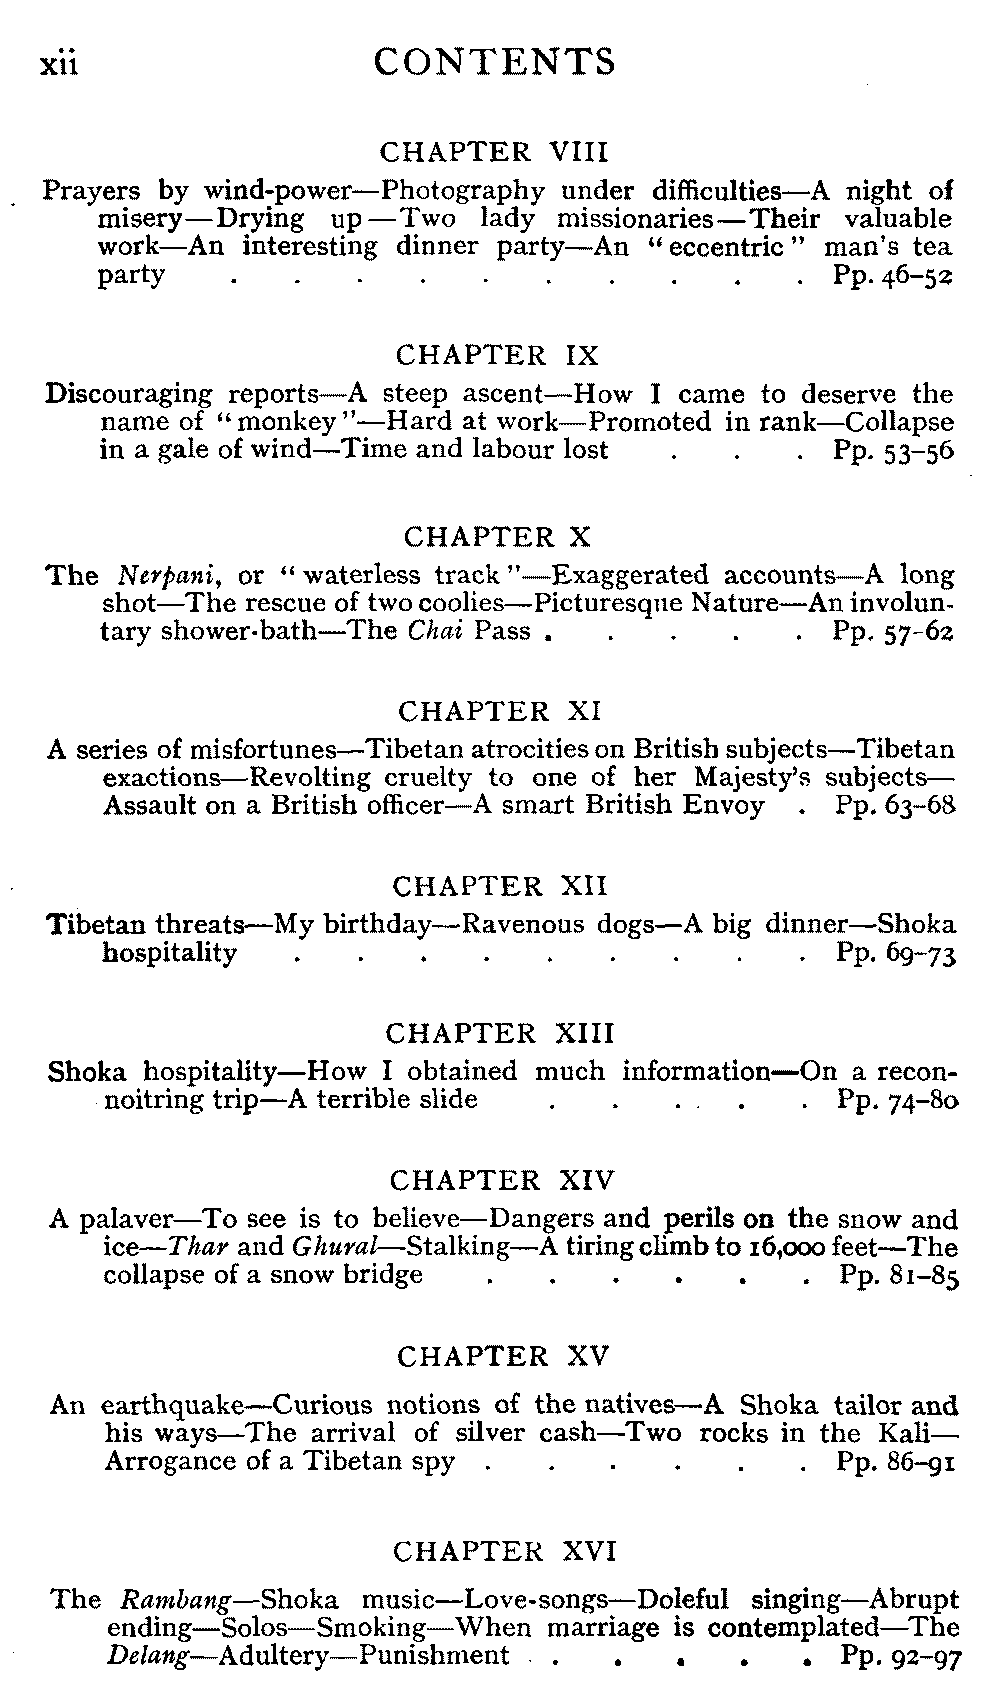 xii CONTENTS
CHAPTER VIII
Prayers by wind-power—Photography under difficulties—A night of
misery—Drying up—Two lady missionaries—Their valuable
work—An interesting dinner party—An "eccentric" man's tea
party . . . . . . . . . . Pp. 46-52
CHAPTER IX
Discouraging reports—A steep ascent—How I came to deserve the
name of "monkey"—Hard at work—Promoted in rank—Collapse
in a gale of wind—Time and labour lost . . . Pp. 53-56
CHAPTER X
The Nerpani, or "waterless track"—Exaggerated accounts—A long
shot—The rescue of two coolies—Picturesque Nature—An involun-
tary shower-bath—The Chai Pass . . . . . Pp. 57-62
CHAPTER XI
A series of misfortunes—Tibetan atrocities on British subjects—Tibetan
exactions—Revolting cruelty to one of her Majesty's subjects—
Assault on a British officer—A smart British Envoy . Pp. 63-68
CHAPTER XII
Tibetan threats—My birthday—Ravenous dogs—A big dinner—Shoka
hospitality . . . . . . . . . Pp. 69-73
CHAPTER XIII
Shoka hospitality—How I obtained much information—On a recon-
noitring trip—A terrible slide . . . . . Pp. 74-80
CHAPTER XIV
A palaver—To see is to believe—Dangers and perils on the snow and
ice—Thar and Ghural—Stalking—A tiring climb to 16,000 feet—The
collapse of a snow bridge . . . . . . Pp. 81-85
CHAPTER XV
An earthquake—Curious notions of the natives—A Shoka tailor and
his ways—The arrival of silver cash—Two rocks in the Kali—
Arrogance of a Tibetan spy . . . . . . Pp. 86-91
CHAPTER XVI
The Rambang—Shoka music—Love-songs—Doleful singing—Abrupt
ending—Solos—Smoking—When marriage is contemplated—The
Delang—Adultery—Punishment . . . . . Pp. 92-97